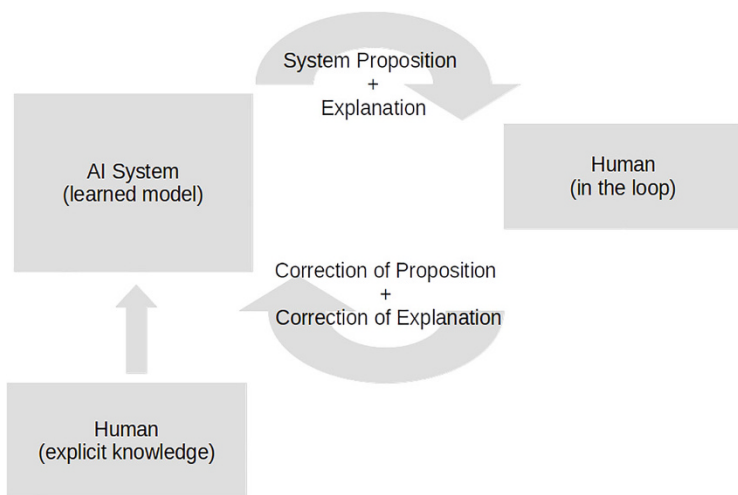 System Proposition
+
Explanation
AI System
(learned model)
Human
(in the loop)
Correction of Proposition
+
Correction of Explanation
Human
(explicit knowledge)